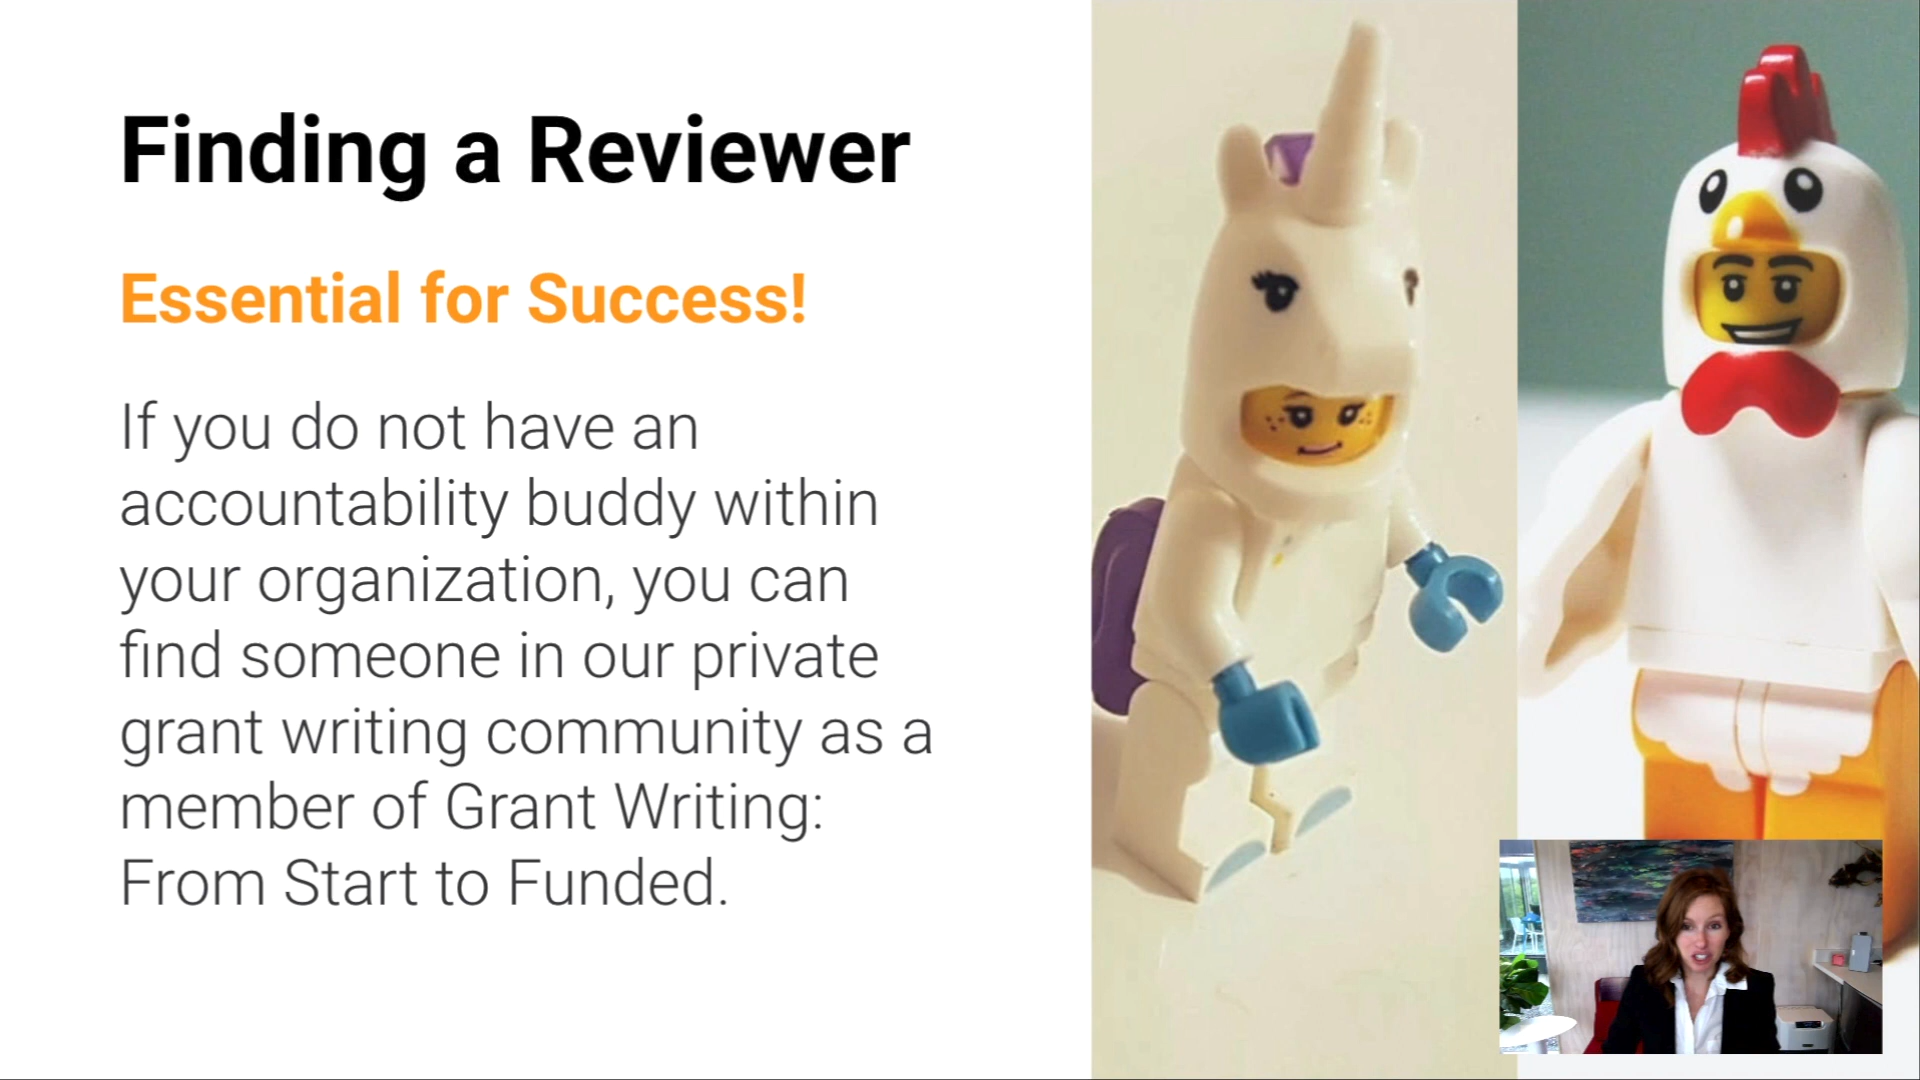 Finding a Reviewer
Essential for Success!
If you do not have an
accountability buddy within
your organization, you can
find someone in our private
grant writing community as a
member of Grant Writing:
From Start to Funded.